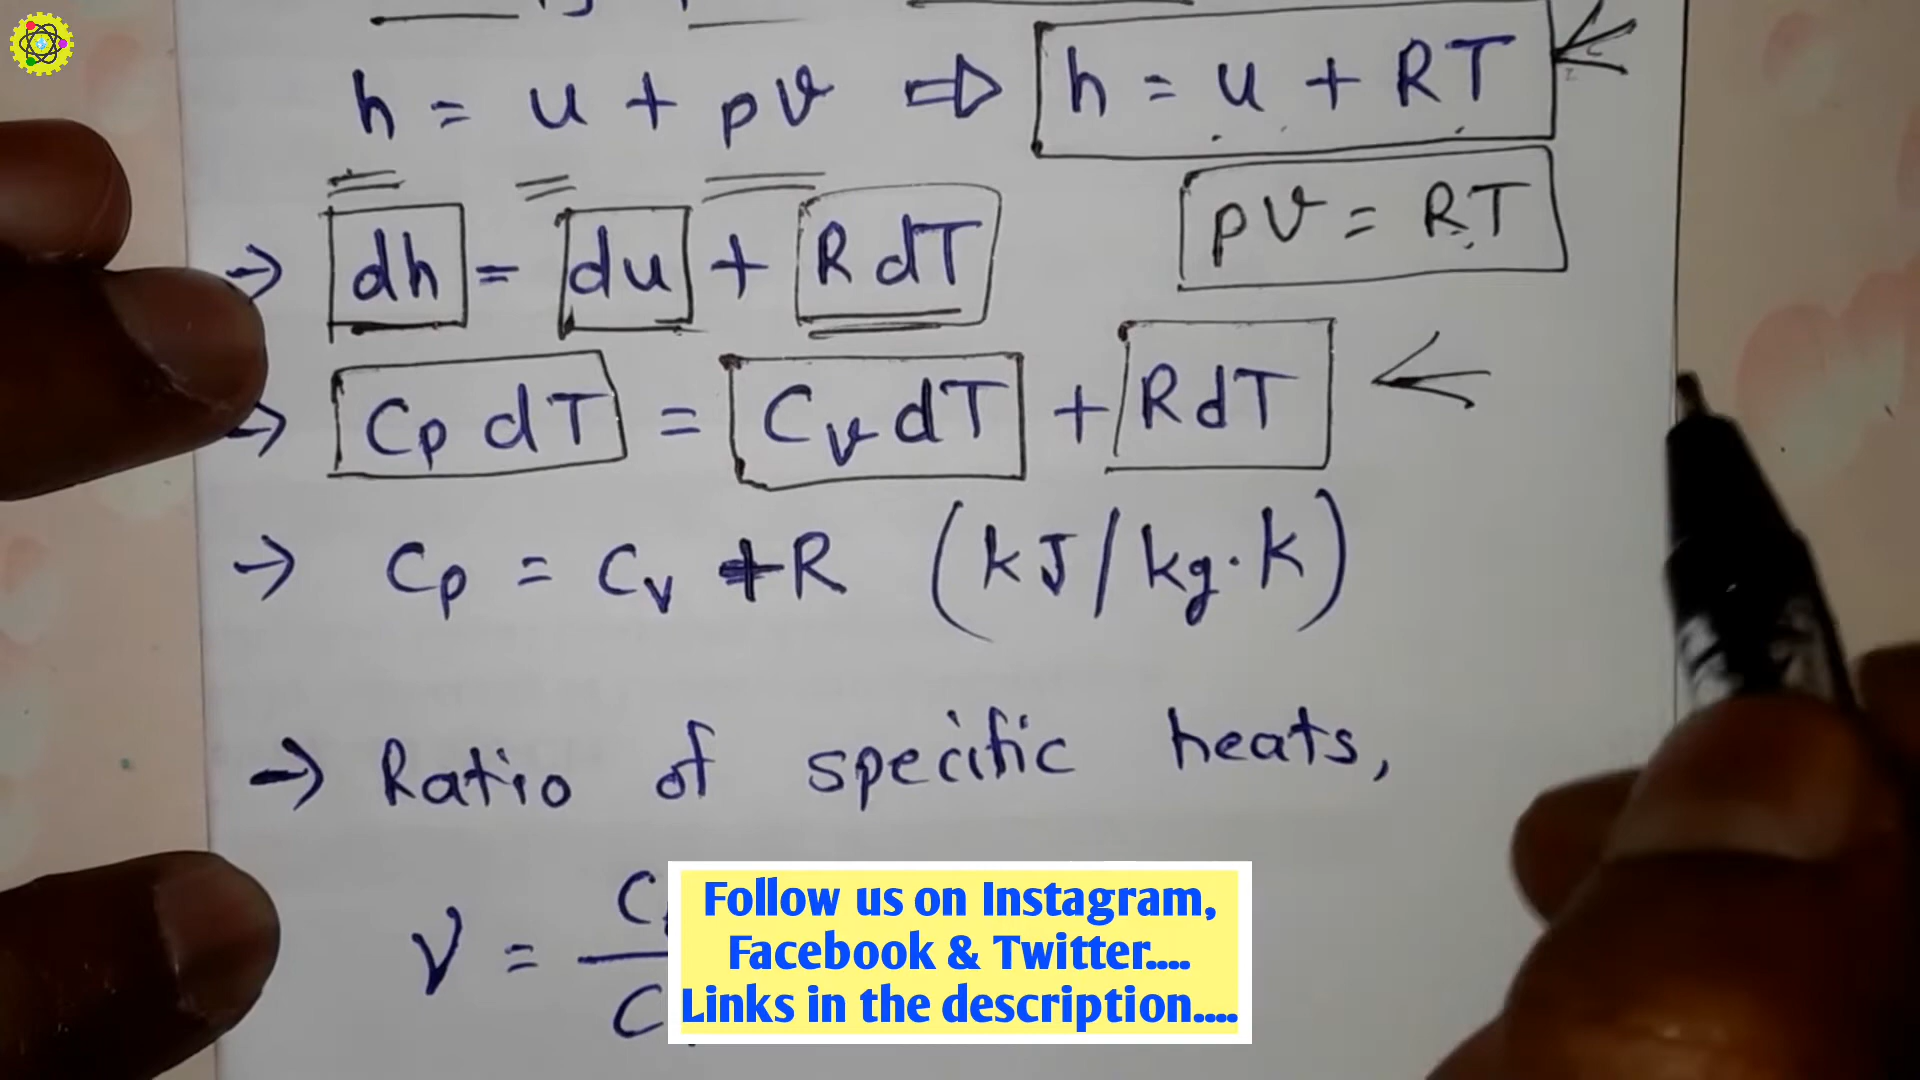 h = u + pv ⇨ h = u + RT
pv = RT
→ dh = du + RdT
→ Cp dT = Cv dT + RdT ←
→ Cp = Cv + R (kJ/kg·K)
→ Ratio of specific heats,
γ = C
C
Follow us on Instagram,
Facebook & Twitter....
Links in the description....